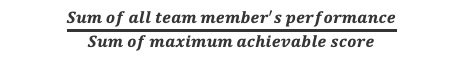 Sum of all team member's performance
Sum of maximum achievable score